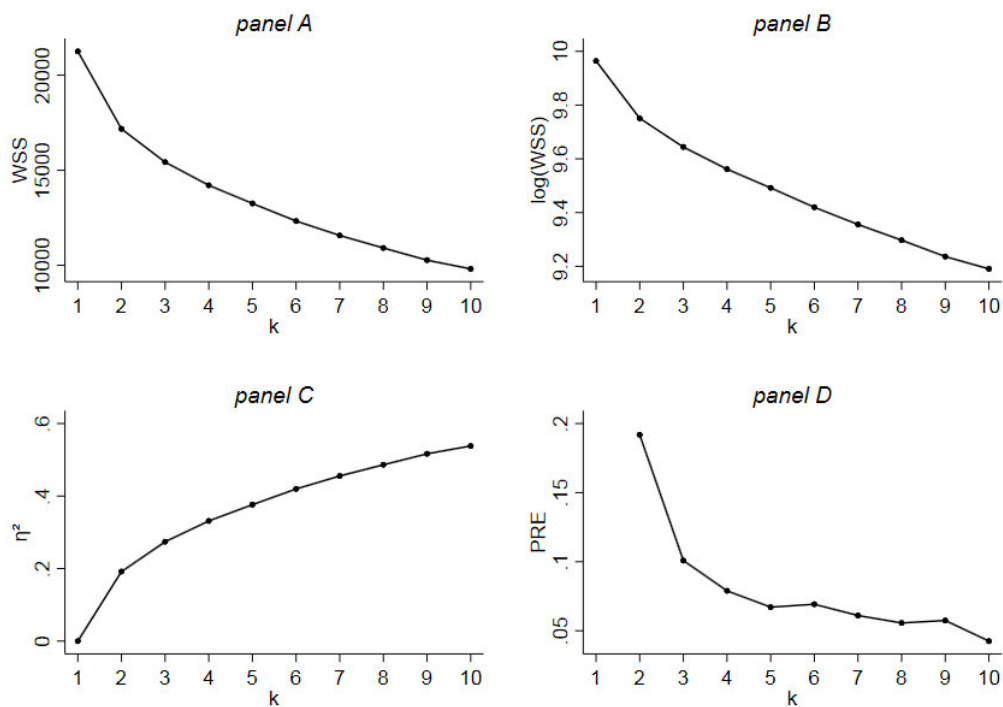 panel A
WSS
20000
15000
10000
1 2 3 4 5 6 7 8 9 10
k
panel B
log(WSS)
10
9.8
9.6
9.4
9.2
1 2 3 4 5 6 7 8 9 10
k
panel C
η²
.6
.4
.2
0
1 2 3 4 5 6 7 8 9 10
k
panel D
PRE
.2
.15
.1
.05
1 2 3 4 5 6 7 8 9 10
k